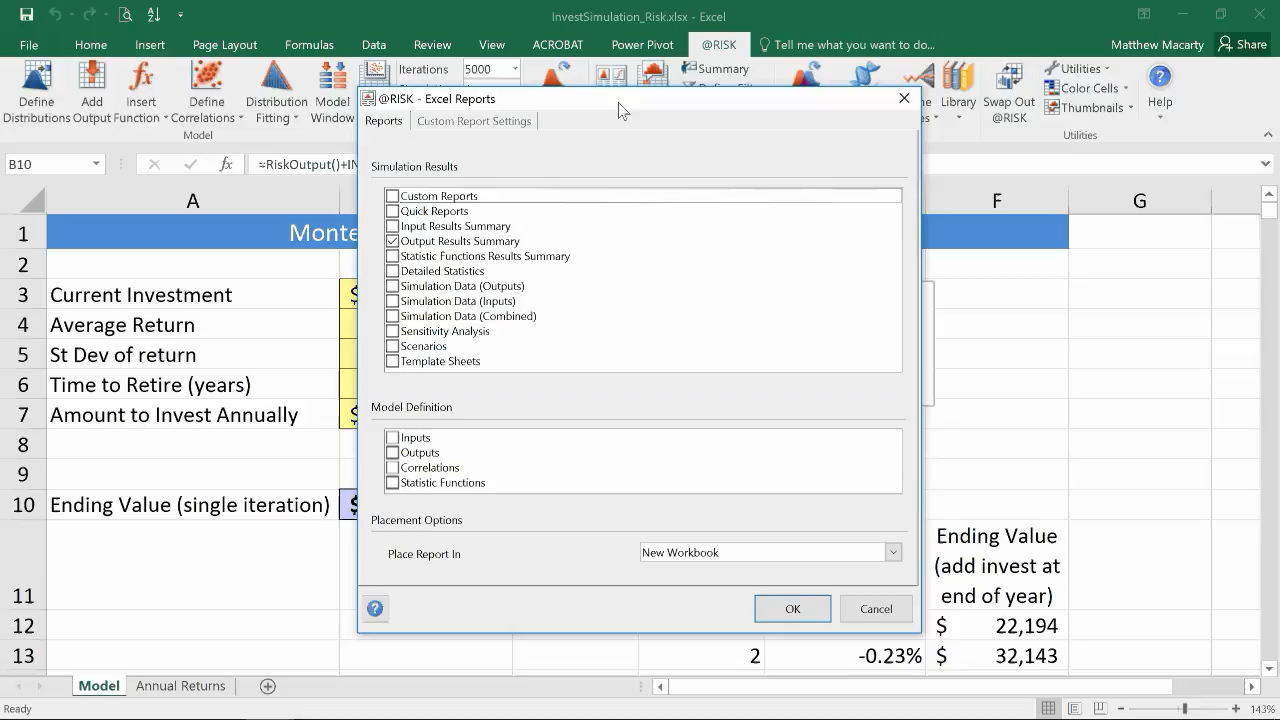 InvestSimulation_Risk.xlsx - Excel
File Home Insert Page Layout Formulas Data Review View ACROBAT Power Pivot @RISK Tell me what you want to do... Matthew Macarty Share
Define Distributions
Add Output
Insert Function
Define Correlations
Distribution Fitting
Model Window
Model
Iterations 5000
Summary
Library
Swap Out @RISK
Utilities
Color Cells
Thumbnails
Help
Utilities
B10 fx =RiskOutput()+IN
@RISK - Excel Reports
Reports Custom Report Settings
Simulation Results
Custom Reports
Quick Reports
Input Results Summary
Output Results Summary
Statistic Functions Results Summary
Detailed Statistics
Simulation Data (Outputs)
Simulation Data (Inputs)
Simulation Data (Combined)
Sensitivity Analysis
Scenarios
Template Sheets
Model Definition
Inputs
Outputs
Correlations
Statistic Functions
Placement Options
Place Report In New Workbook
OK Cancel
A F G
1 Monte
2
3 Current Investment $
4 Average Return
5 St Dev of return
6 Time to Retire (years)
7 Amount to Invest Annually $
8
9
10 Ending Value (single iteration) $
11 Ending Value
(add invest at
end of year)
12 $ 22,194
13 2 -0.23% $ 32,143
Model Annual Returns
Ready 143%